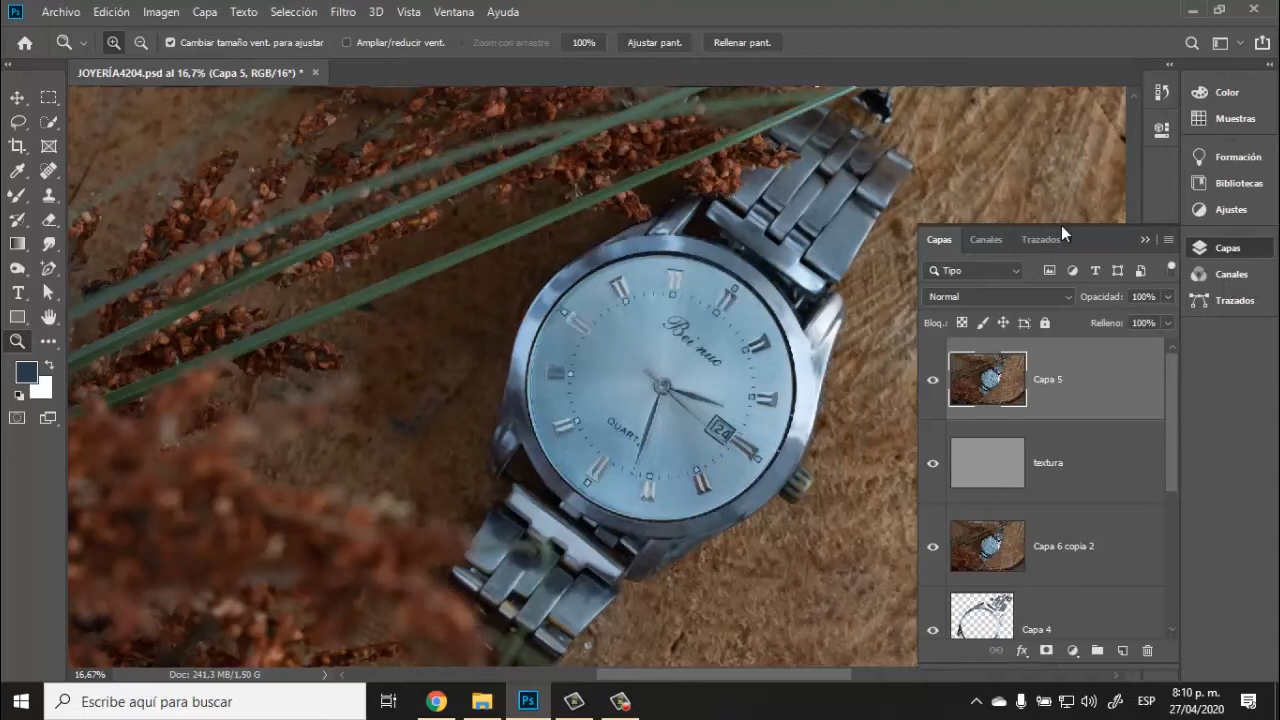 Ps Archivo Edición Imagen Capa Texto Selección Filtro 3D Vista Ventana Ayuda
Cambiar tamaño vent. para ajustar Ampliar/reducir vent. Zoom con arrastre 100% Ajustar pant. Rellenar pant.
JOYERÍA4204.psd al 16,7% (Capa 5, RGB/16*) * ×
Color
Muestras
Formación
Bibliotecas
Ajustes
Capas
Canales
Trazados
Capas Canales Trazados
Tipo
Normal Opacidad: 100%
Bloq.: Relleno: 100%
Capa 5
textura
Capa 6 copia 2
Capa 4
Bei nuo
24
QUART
16,67% Doc: 241,3 MB/1,50 G
Escribe aquí para buscar
Ps
ESP
8:10 p. m.
27/04/2020